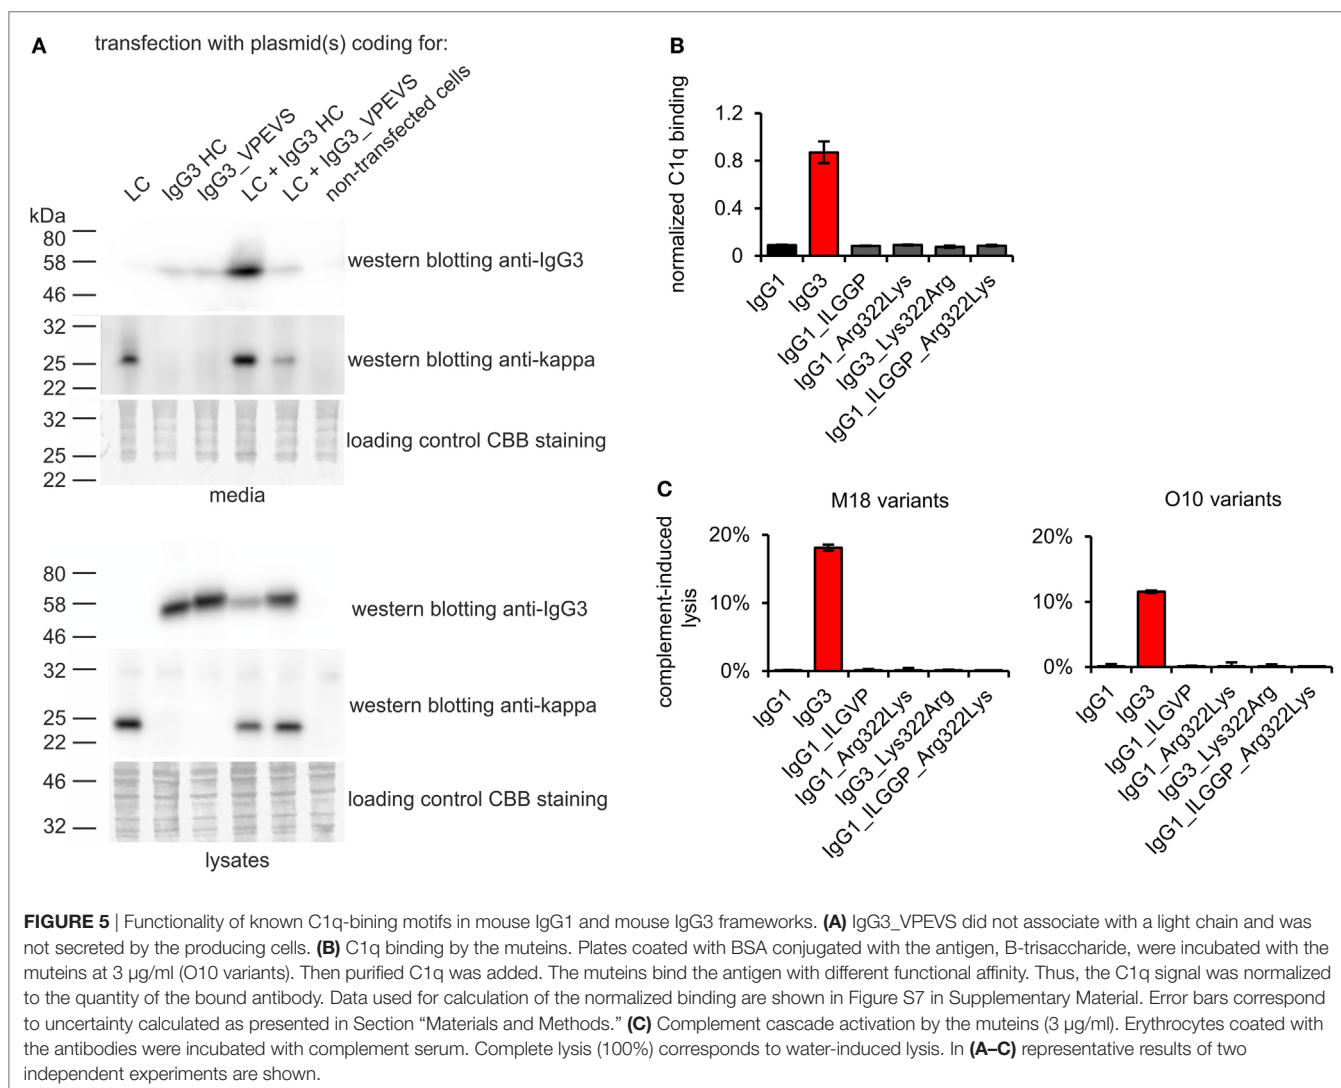 A
transfection with plasmid(s) coding for:
LC
IgG3 HC
IgG3_VPEVS
LC + IgG3 HC
LC + IgG3_VPEVS
non-transfected cells
kDa
80
58
46
western blotting anti-IgG3
32
25
22
western blotting anti-kappa
32
25
22
loading control CBB staining
media
80
58
46
western blotting anti-IgG3
32
25
22
western blotting anti-kappa
46
32
loading control CBB staining
lysates
B
normalized C1q binding
1.2
0.8
0.4
0
IgG1
IgG3
IgG1_ILGGP
IgG1_Arg322Lys
IgG3_Lys322Arg
IgG1_ILGGP_Arg322Lys
C
complement-induced
lysis
M18 variants
20%
10%
0%
IgG1
IgG3
IgG1_ILGVP
IgG1_Arg322Lys
IgG3_Lys322Arg
IgG1_ILGGP_Arg322Lys
O10 variants
20%
10%
0%
IgG1
IgG3
IgG1_ILGVP
IgG1_Arg322Lys
IgG3_Lys322Arg
IgG1_ILGGP_Arg322Lys
FIGURE 5 | Functionality of known C1q-bining motifs in mouse IgG1 and mouse IgG3 frameworks. (A) IgG3_VPEVS did not associate with a light chain and was
not secreted by the producing cells. (B) C1q binding by the muteins. Plates coated with BSA conjugated with the antigen, B-trisaccharide, were incubated with the
muteins at 3 µg/ml (O10 variants). Then purified C1q was added. The muteins bind the antigen with different functional affinity. Thus, the C1q signal was normalized
to the quantity of the bound antibody. Data used for calculation of the normalized binding are shown in Figure S7 in Supplementary Material. Error bars correspond
to uncertainty calculated as presented in Section “Materials and Methods.” (C) Complement cascade activation by the muteins (3 µg/ml). Erythrocytes coated with
the antibodies were incubated with complement serum. Complete lysis (100%) corresponds to water-induced lysis. In (A–C) representative results of two
independent experiments are shown.